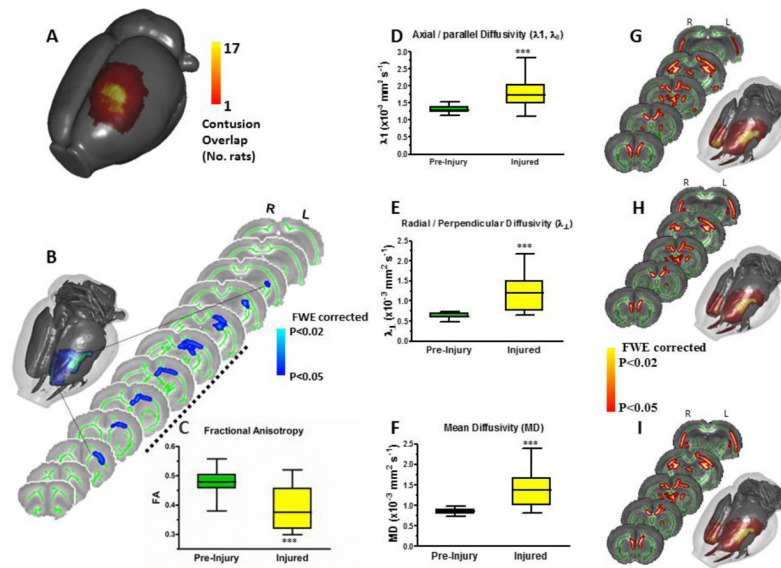 A
17
1
Contusion
Overlap
(No. rats)
B
R
L
FWE corrected
P<0.02
P<0.05
C
Fractional Anisotropy
FA
0.6
0.5
0.4
0.3
***
Pre-Injury
Injured
D
Axial / parallel Diffusivity (λ1,
λ1 (x10-3 mm2 s-1)
3.0
2.5
2.0
1.5
1.0
0.5
0.0
***
Pre-Injury
Injured
E
Radial / Perpendicular Diffusivity (λ⊥)
(x10-3 mm2 s-1)
2.5
2.0
1.5
1.0
0.5
0.0
***
Pre-Injury
Injured
F
Mean Diffusivity (MD)
MD (x10-3 mm2 s-1)
2.5
2.0
1.5
1.0
0.5
0.0
***
Pre-Injury
Injured
G
R
L
H
R
L
FWE corrected
P<0.02
P<0.05
I
R
L